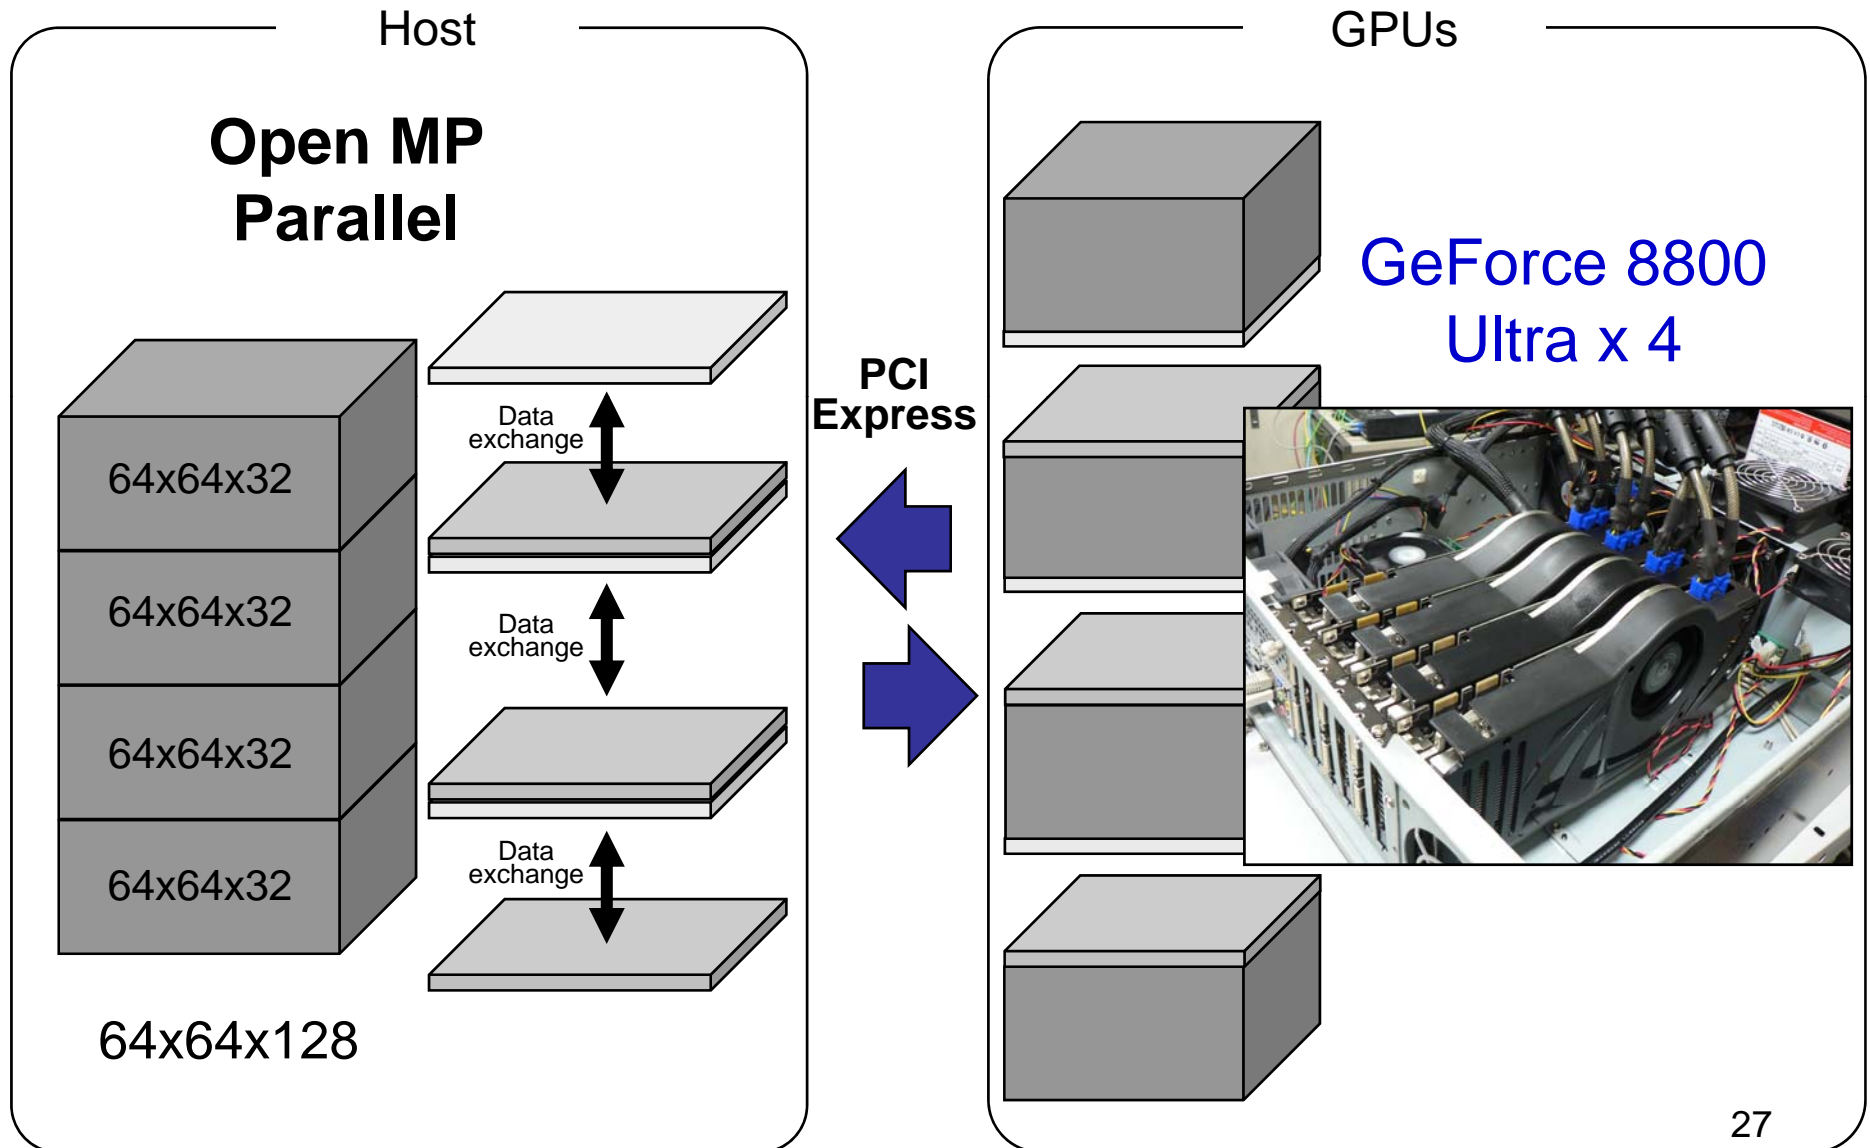 Host
GPUs
Open MP
Parallel
GeForce 8800
Ultra x 4
PCI
Express
Data
exchange
64x64x32
64x64x32
Data
exchange
64x64x32
Data
exchange
64x64x32
64x64x128
27